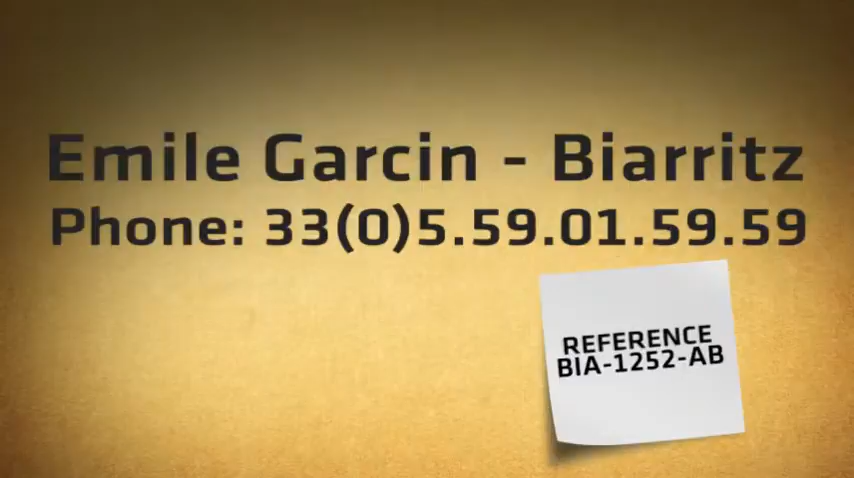 Emile Garcin - Biarritz
Phone: 33(0)5.59.01.59.59
REFERENCE
BIA-1252-AB